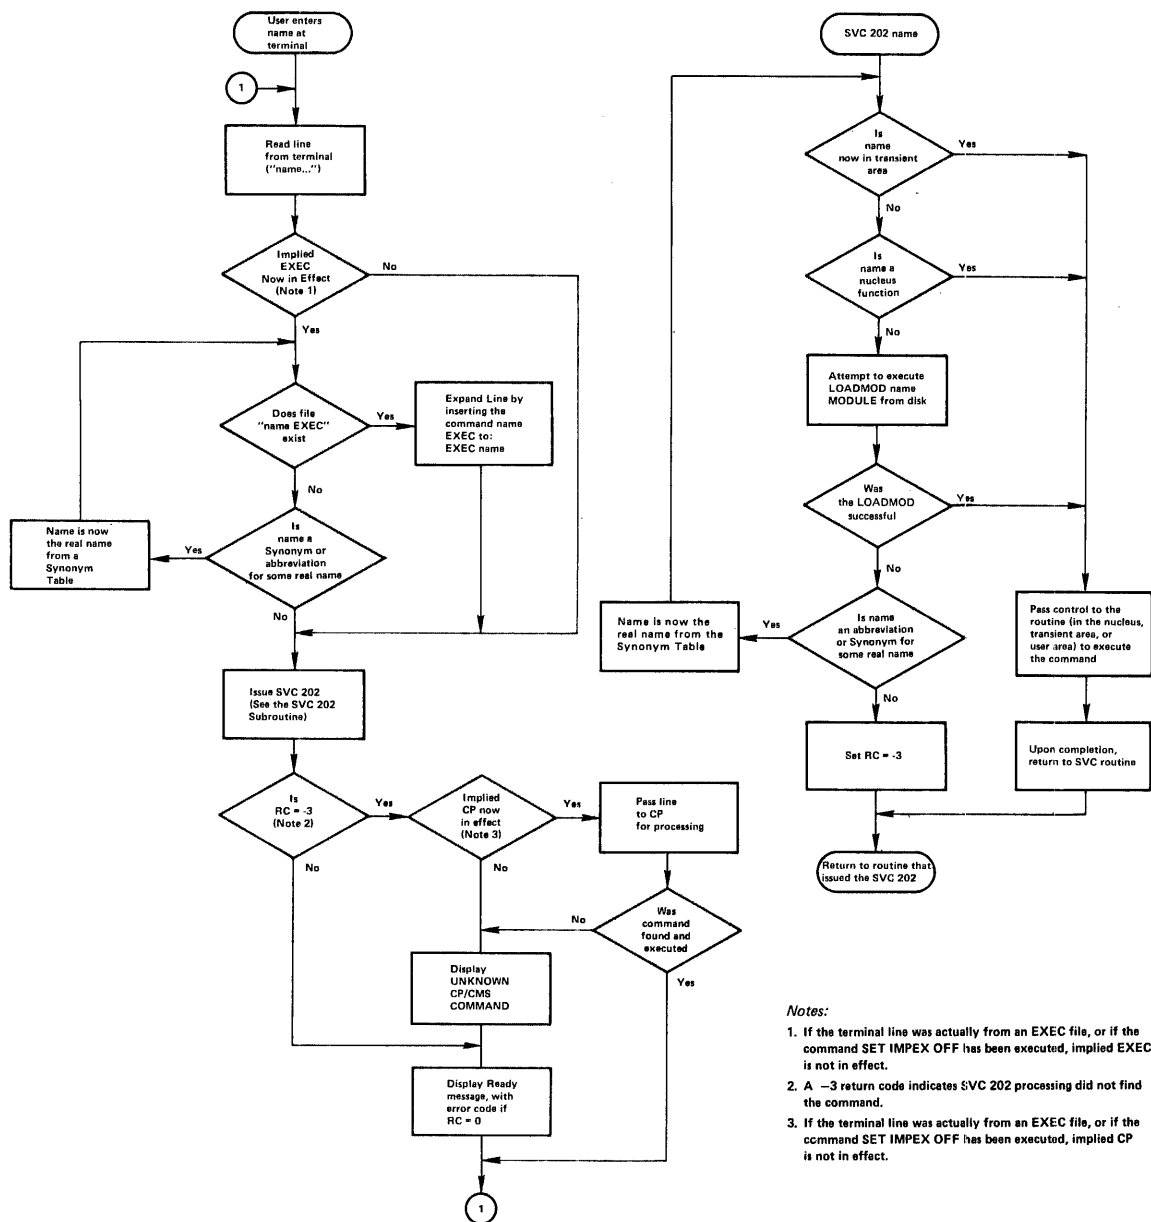 User enters
name at
terminal
1
Read line
from terminal
("name...")
Implied
EXEC
Now in Effect
(Note 1)
No
Yes
Does file
"name EXEC"
exist
Yes
Expand Line by
inserting the
command name
EXEC to:
EXEC name
No
Is
name a
Synonym or
abbreviation
for some real name
Yes
Name is now
the real name
from a
Synonym
Table
No
Issue SVC 202
(See the SVC 202
Subroutine)
Is
RC = -3
(Note 2)
Yes
No
Implied
CP now
in effect
(Note 3)
Yes
No
Pass line
to CP
for processing
Was
command
found and
executed
No
Yes
Display
UNKNOWN
CP/CMS
COMMAND
Display Ready
message, with
error code if
RC = 0
1
SVC 202 name
Is
name
now in transient
area
Yes
No
Is
name a
nucleus
function
Yes
No
Attempt to execute
LOADMOD name
MODULE from disk
Was
the LOADMOD
successful
Yes
No
Is name
an abbreviation
or Synonym for
some real name
Yes
Name is now the
real name from the
Synonym Table
No
Set RC = -3
Pass control to the
routine (in the nucleus,
transient area, or
user area) to execute
the command
Upon completion,
return to SVC routine
Return to routine that
issued the SVC 202
Notes:
1. If the terminal line was actually from an EXEC file, or if the
command SET IMPEX OFF has been executed, implied EXEC
is not in effect.
2. A −3 return code indicates SVC 202 processing did not find
the command.
3. If the terminal line was actually from an EXEC file, or if the
command SET IMPEX OFF has been executed, implied CP
is not in effect.